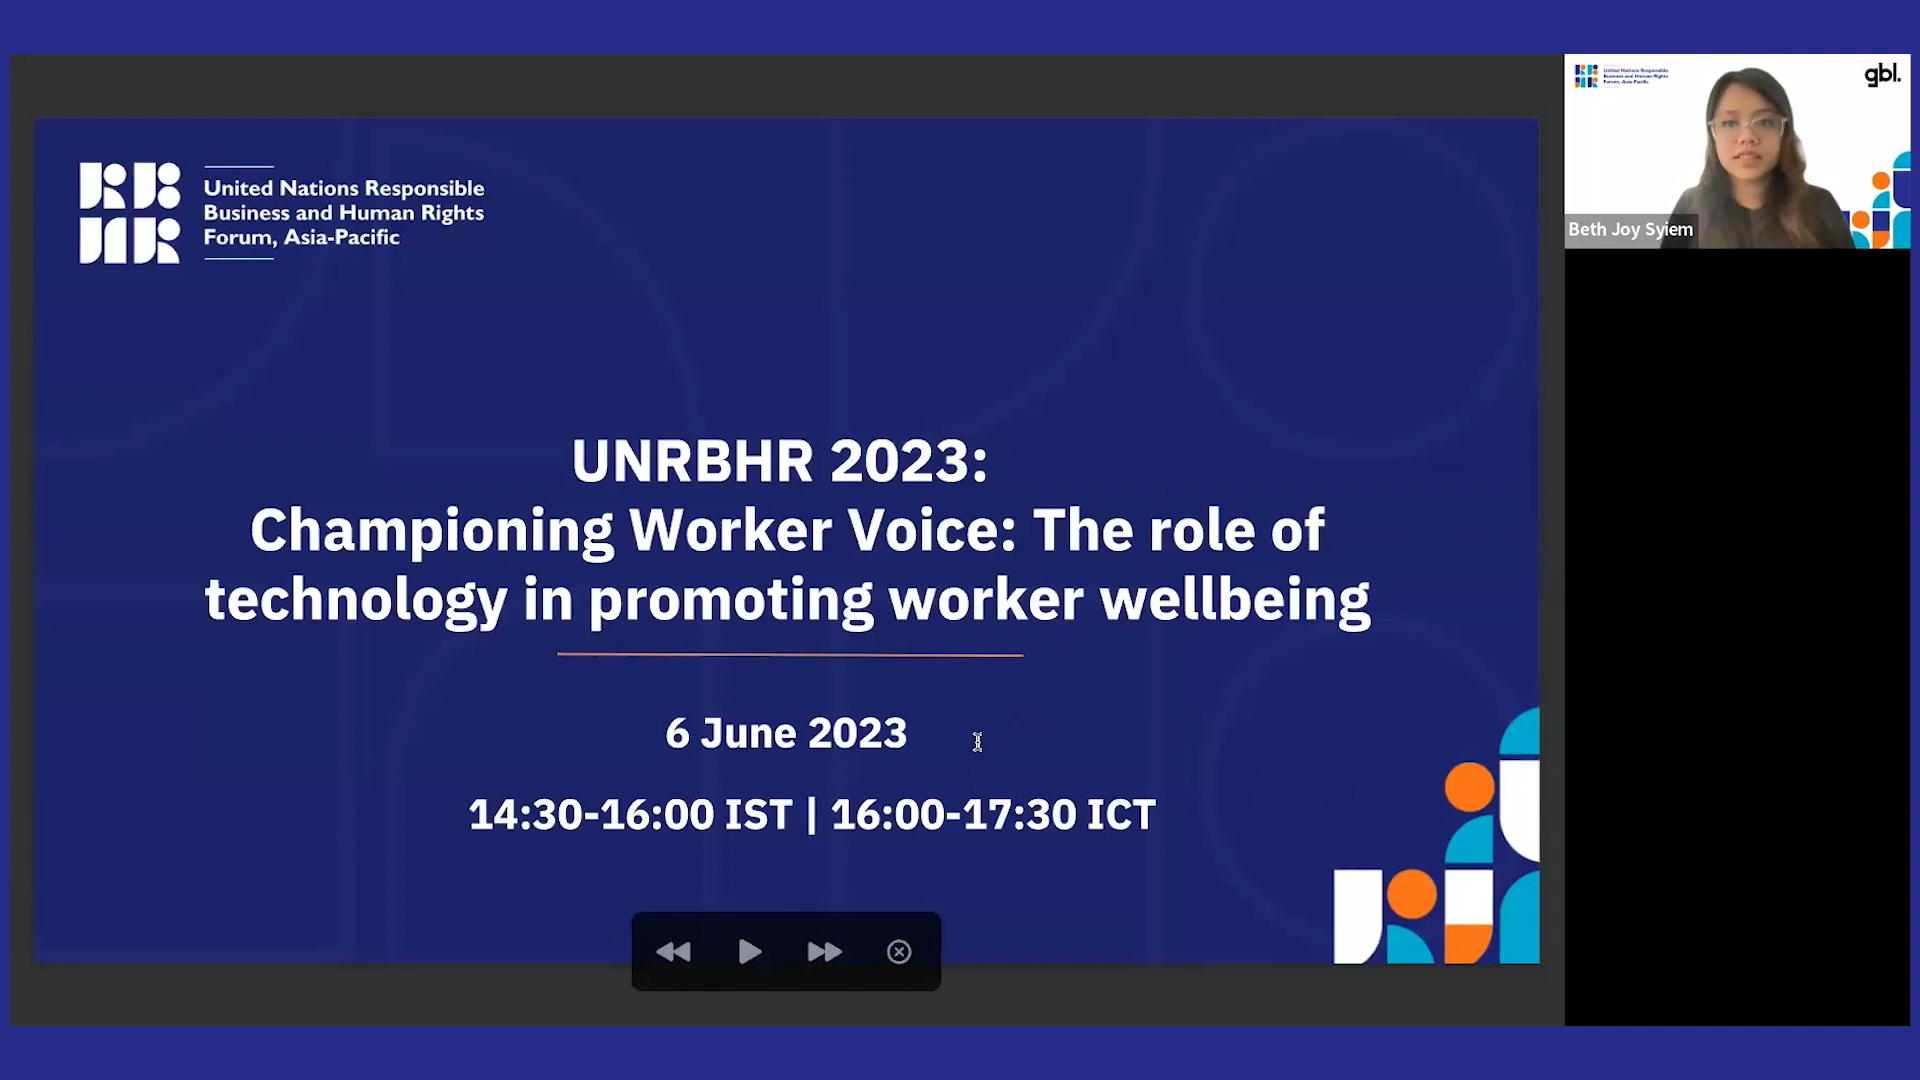 United Nations Responsible
Business and Human Rights
Forum, Asia-Pacific
UNRBHR 2023:
Championing Worker Voice: The role of
technology in promoting worker wellbeing
6 June 2023
14:30-16:00 IST | 16:00-17:30 ICT
United Nations Responsible
Business and Human Rights
Forum, Asia-Pacific
gbl.
Beth Joy Syiem